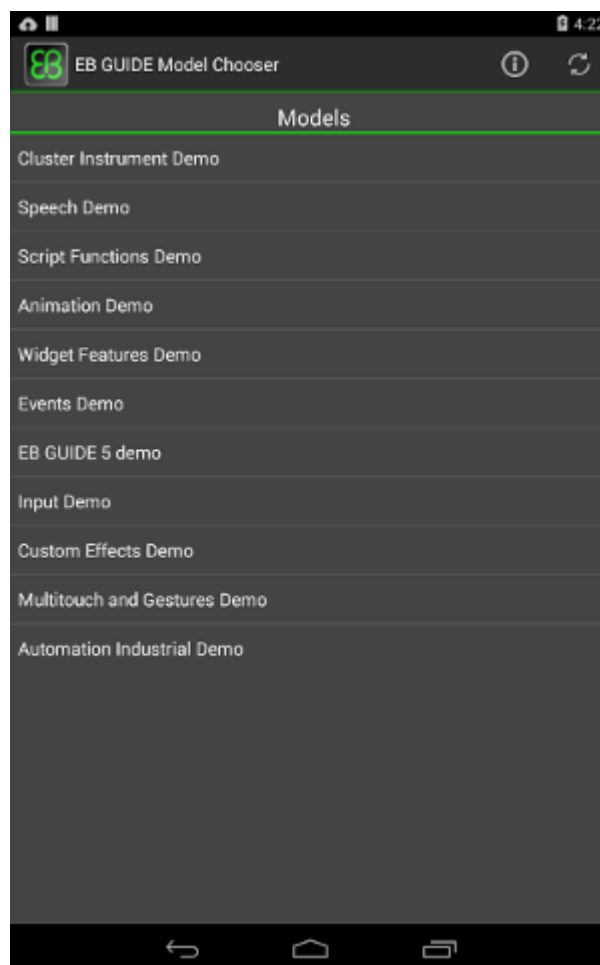 4:22
EB GUIDE Model Chooser
Models
Cluster Instrument Demo
Speech Demo
Script Functions Demo
Animation Demo
Widget Features Demo
Events Demo
EB GUIDE 5 demo
Input Demo
Custom Effects Demo
Multitouch and Gestures Demo
Automation Industrial Demo